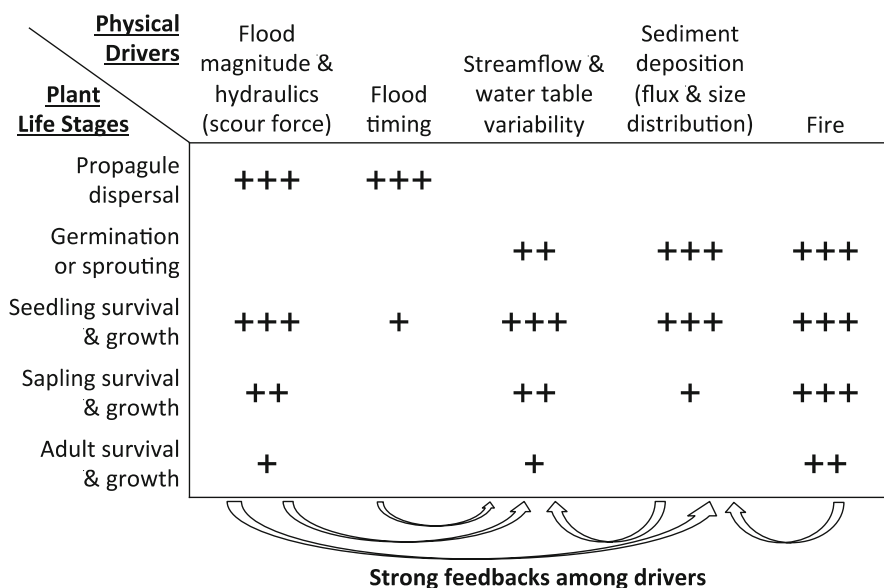 Physical
Drivers
Plant
Life Stages
Flood
magnitude &
hydraulics
(scour force)
Flood
timing
Streamflow &
water table
variability
Sediment
deposition
(flux & size
distribution)
Fire
Propagule
dispersal
+++ +++
Germination
or sprouting
++ +++ +++
Seedling survival
& growth
+++ + +++ +++ +++
Sapling survival
& growth
++ ++ + +++
Adult survival
& growth
+ + ++
Strong feedbacks among drivers